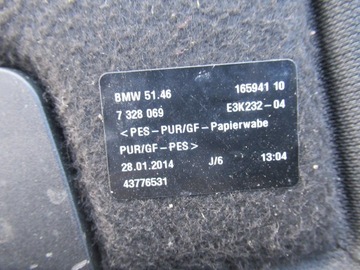 BMW 51.46 165941 10
7 328 069 E3K232-04
<PES-PUR/GF-Papierwabe
PUR/GF-PES>
28.01.2014 J/6 13:04
43776531